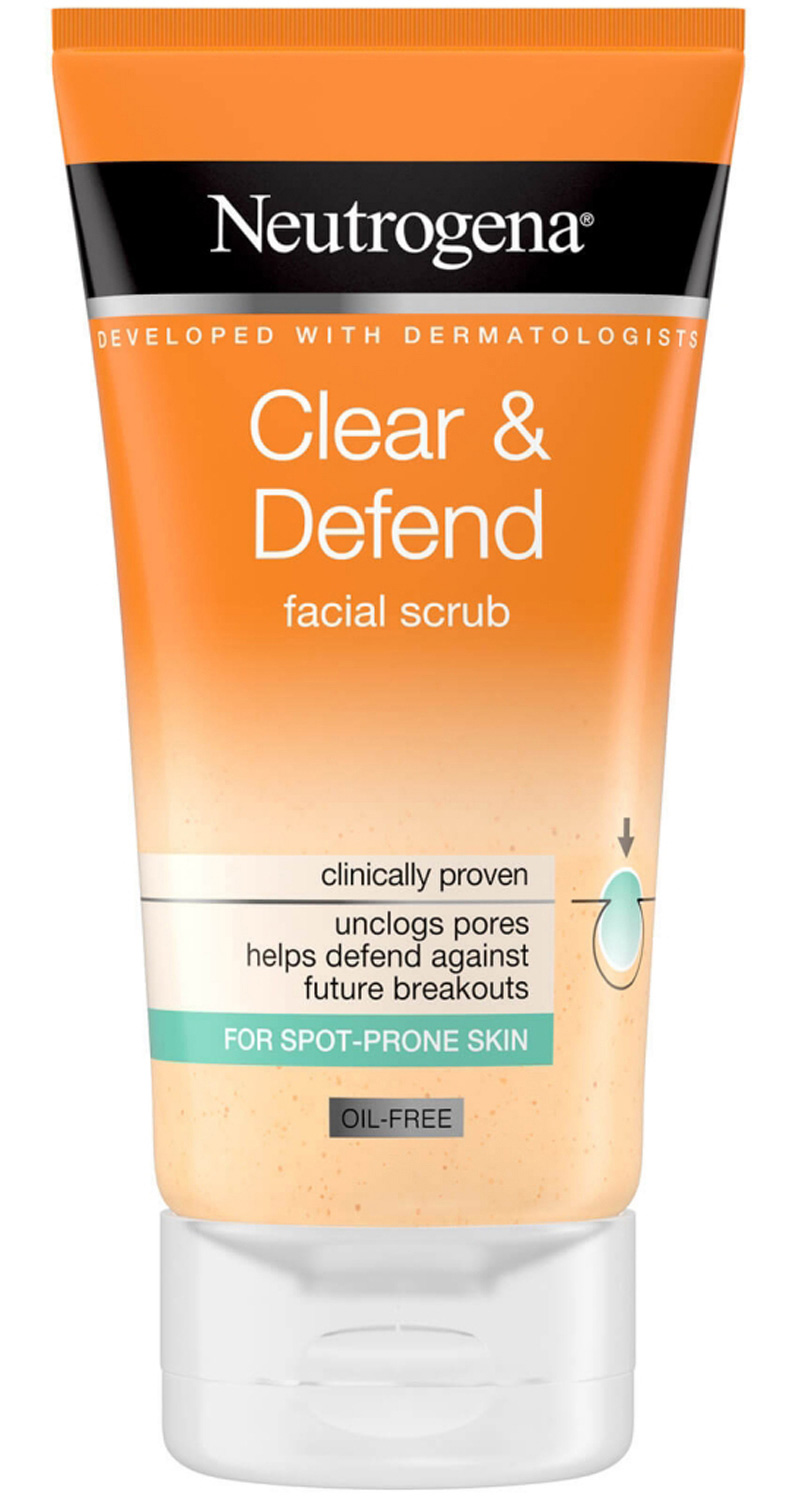 Neutrogena®
DEVELOPED WITH DERMATOLOGISTS
Clear &
Defend
facial scrub
clinically proven
unclogs pores
helps defend against
future breakouts
FOR SPOT-PRONE SKIN
OIL-FREE